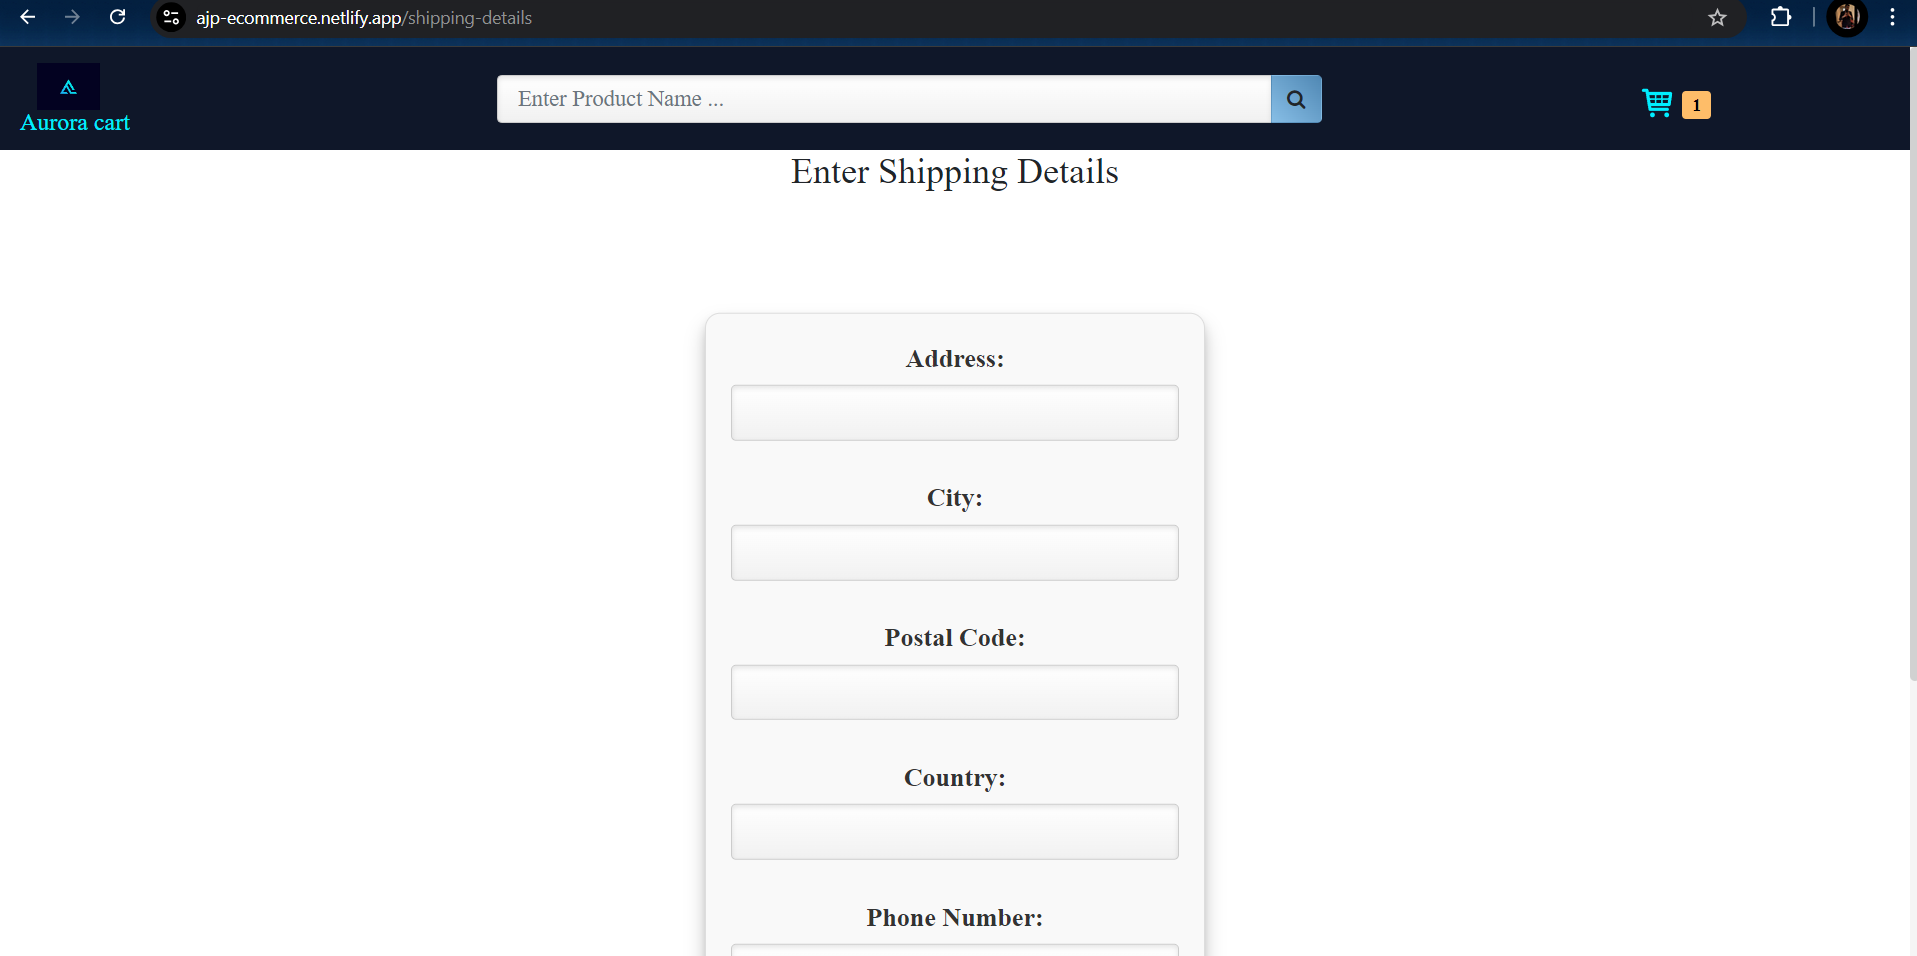 ajp-ecommerce.netlify.app/shipping-details
Aurora cart
Enter Product Name ...
1
Enter Shipping Details
Address:
City:
Postal Code:
Country:
Phone Number: